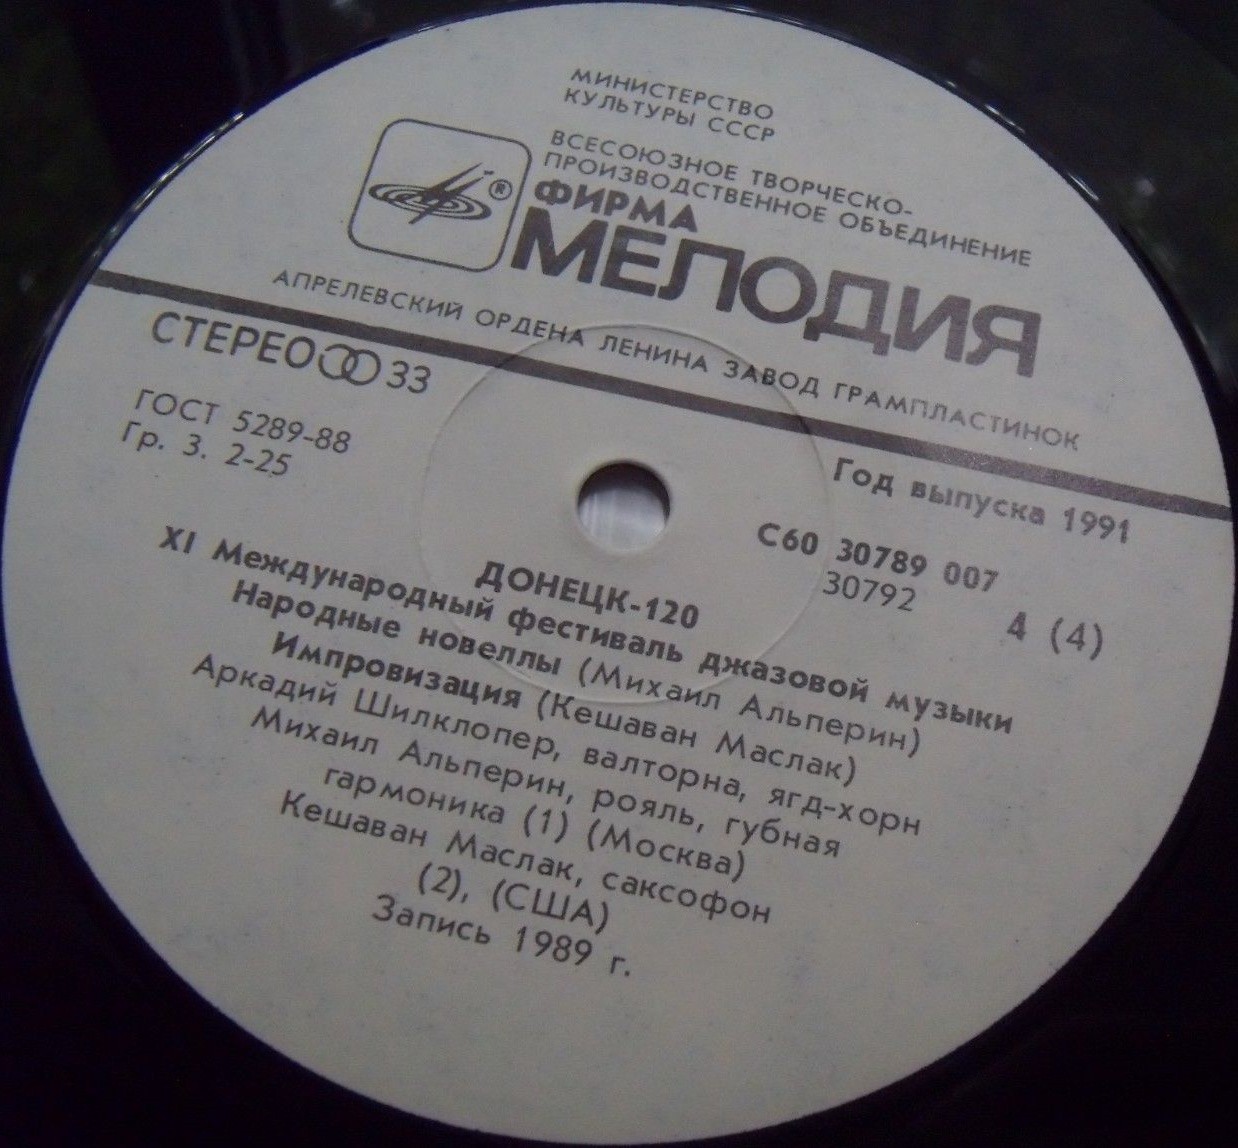 МИНИСТЕРСТВО
КУЛЬТУРЫ СССР
ВСЕСОЮЗНОЕ ТВОРЧЕСКО-
ПРОИЗВОДСТВЕННОЕ ОБЪЕДИНЕНИЕ
ФИРМА
МЕЛОДИЯ
®
АПРЕЛЕВСКИЙ ОРДЕНА ЛЕНИНА ЗАВОД ГРАМПЛАСТИНОК
СТЕРЕО 33
ГОСТ 5289-88
Гр. 3. 2-25
Год выпуска 1991
С60 30789 007
30792
4 (4)
ДОНЕЦК-120
XI Международный фестиваль джазовой музыки
Народные новеллы (Михаил Альперин)
Импровизация (Кешаван Маслак)
Аркадий Шилклопер, валторна, ягд-хорн
Михаил Альперин, рояль, губная
гармоника (1) (Москва)
Кешаван Маслак, саксофон
(2), (США)
Запись 1989 г.